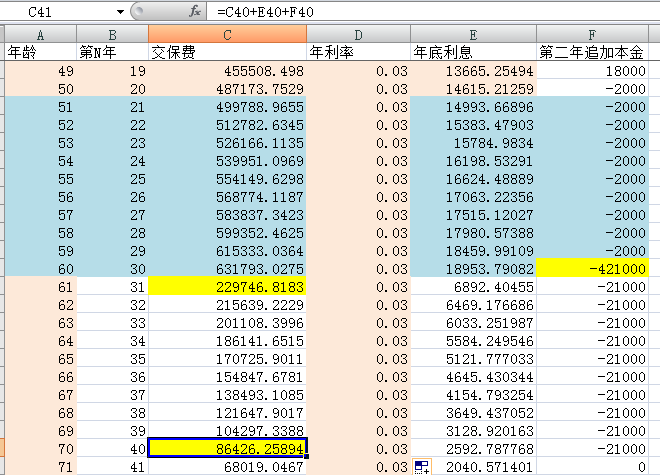 C41 fx =C40+E40+F40
A B C D E F
年龄 第N年 交保费 年利率 年底利息 第二年追加本金
49 19 455508.498 0.03 13665.25494 18000
50 20 487173.7529 0.03 14615.21259 -2000
51 21 499788.9655 0.03 14993.66896 -2000
52 22 512782.6345 0.03 15383.47903 -2000
53 23 526166.1135 0.03 15784.9834 -2000
54 24 539951.0969 0.03 16198.53291 -2000
55 25 554149.6298 0.03 16624.48889 -2000
56 26 568774.1187 0.03 17063.22356 -2000
57 27 583837.3423 0.03 17515.12027 -2000
58 28 599352.4625 0.03 17980.57388 -2000
59 29 615333.0364 0.03 18459.99109 -2000
60 30 631793.0275 0.03 18953.79082 -421000
61 31 229746.8183 0.03 6892.40455 -21000
62 32 215639.2229 0.03 6469.176686 -21000
63 33 201108.3996 0.03 6033.251987 -21000
64 34 186141.6515 0.03 5584.249546 -21000
65 35 170725.9011 0.03 5121.777033 -21000
66 36 154847.6781 0.03 4645.430344 -21000
67 37 138493.1085 0.03 4154.793254 -21000
68 38 121647.9017 0.03 3649.437052 -21000
69 39 104297.3388 0.03 3128.920163 -21000
70 40 86426.25894 0.03 2592.787768 -21000
71 41 68019.0467 0.03 2040.571401 0